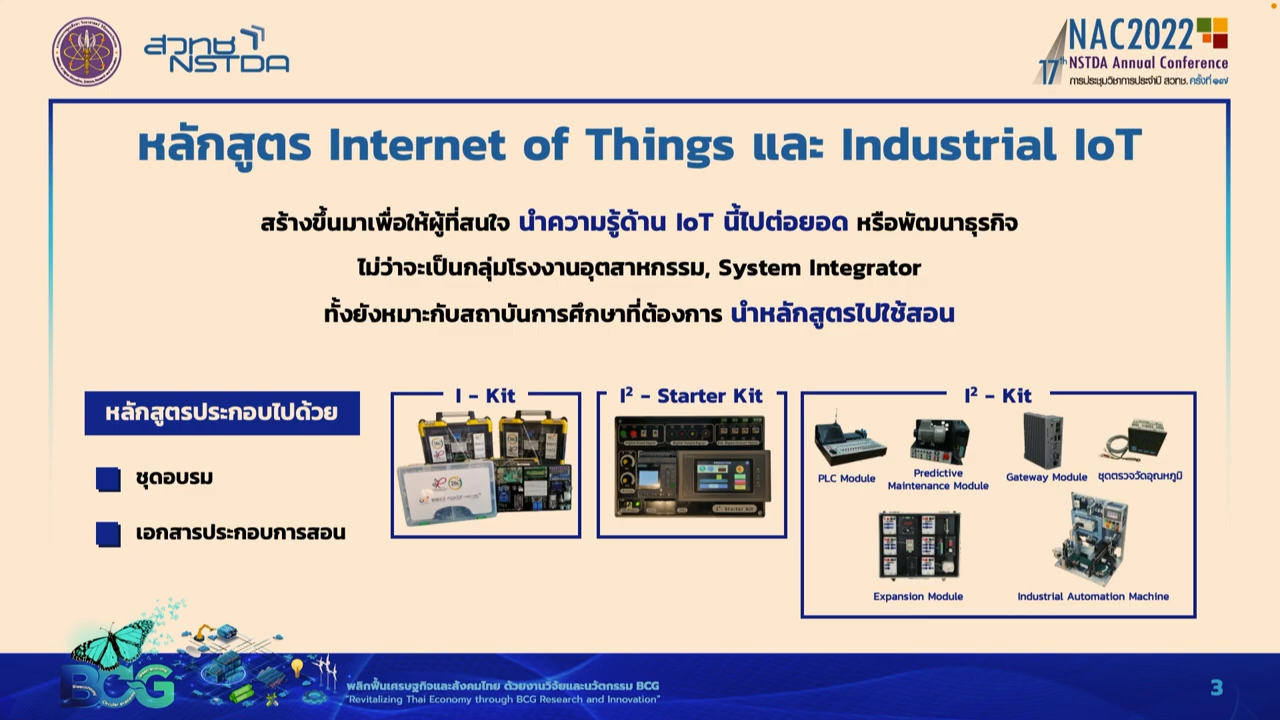 สวทช
NSTDA
NAC2022
17th NSTDA Annual Conference
การประชุมวิชาการประจำปี สวทช. ครั้งที่ ๑๗
หลักสูตร Internet of Things และ Industrial IoT
สร้างขึ้นมาเพื่อให้ผู้ที่สนใจ นำความรู้ด้าน IoT นี้ไปต่อยอด หรือพัฒนาธุรกิจ
ไม่ว่าจะเป็นกลุ่มโรงงานอุตสาหกรรม, System Integrator
ทั้งยังหมาะกับสถาบันการศึกษาที่ต้องการ นำหลักสูตรไปใช้สอน
หลักสูตรประกอบไปด้วย
ชุดอบรม
เอกสารประกอบการสอน
I - Kit
I² - Starter Kit
I² - Starter Kit
I² - Kit
PLC Module
Predictive
Maintenance Module
Gateway Module
ชุดตรวจวัดอุณหภูมิ
Expansion Module
Industrial Automation Machine
BCG
พลิกฟื้นเศรษฐกิจและสังคมไทย ด้วยงานวิจัยและนวัตกรรม BCG
"Revitalizing Thai Economy through BCG Research and Innovation"
3